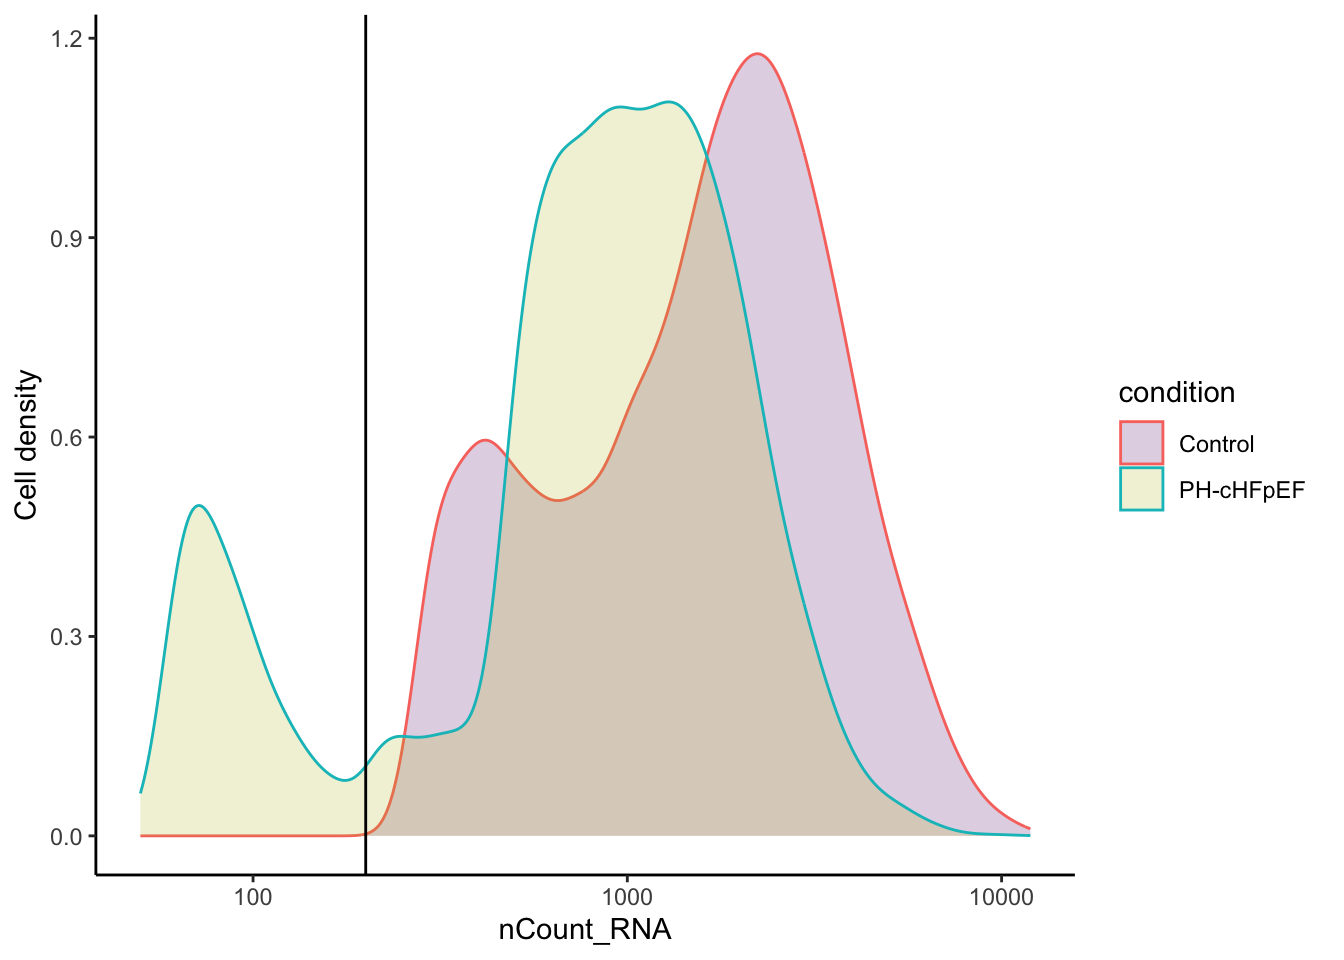 1.2
0.9
0.6
0.3
0.0
Cell density
100
1000
10000
nCount_RNA
condition
Control
PH-cHFpEF